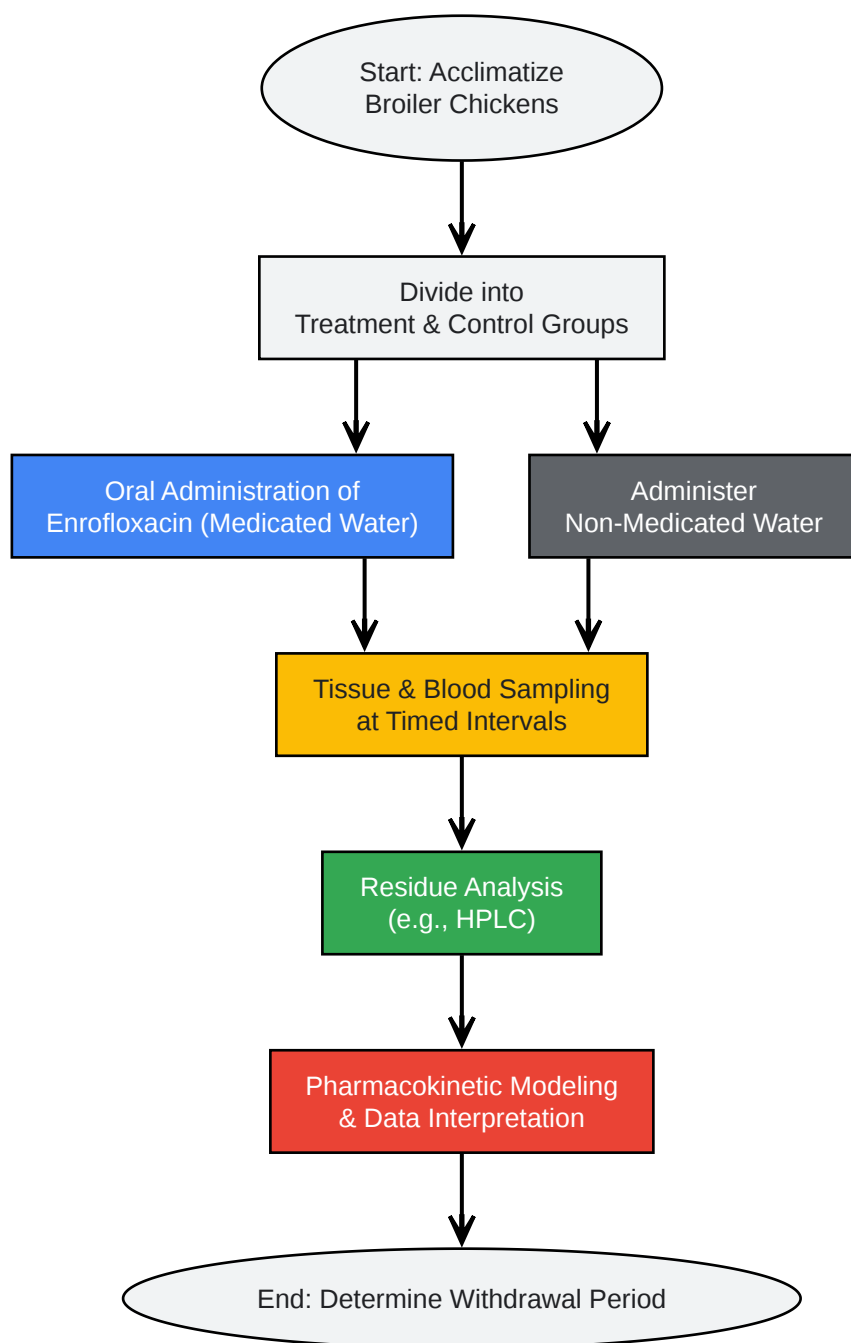 Start: Acclimatize
Broiler Chickens
Divide into
Treatment & Control Groups
Oral Administration of
Enrofloxacin (Medicated Water)
Administer
Non-Medicated Water
Tissue & Blood Sampling
at Timed Intervals
Residue Analysis
(e.g., HPLC)
Pharmacokinetic Modeling
& Data Interpretation
End: Determine Withdrawal Period